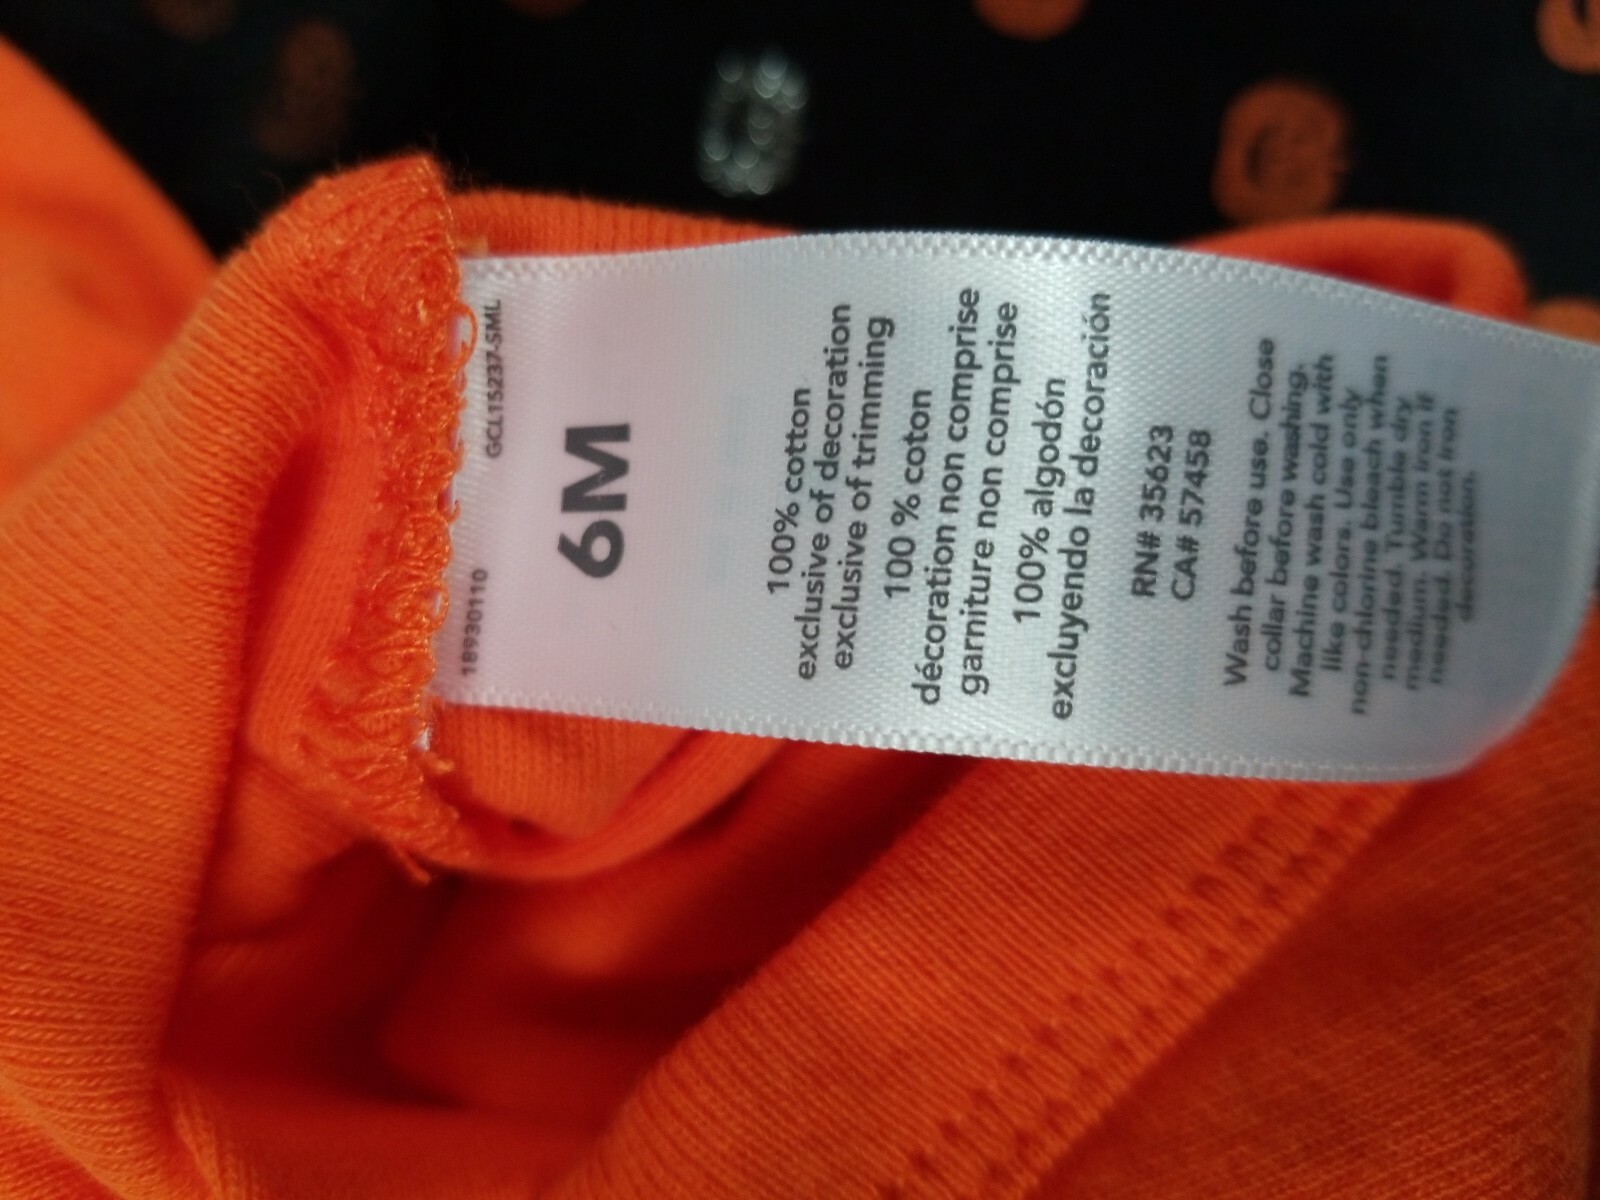 18930110 GCL15237-SML
6M
100% cotton
exclusive of decoration
exclusive of trimming
100 % coton
décoration non comprise
garniture non comprise
100% algodón
excluyendo la decoración
RN# 35623
CA# 57458
Wash before use. Close
collar before washing.
Machine wash cold with
like colors. Use only
non-chlorine bleach when
needed. Tumble dry
medium. Warm iron if
needed. Do not iron
decoration.